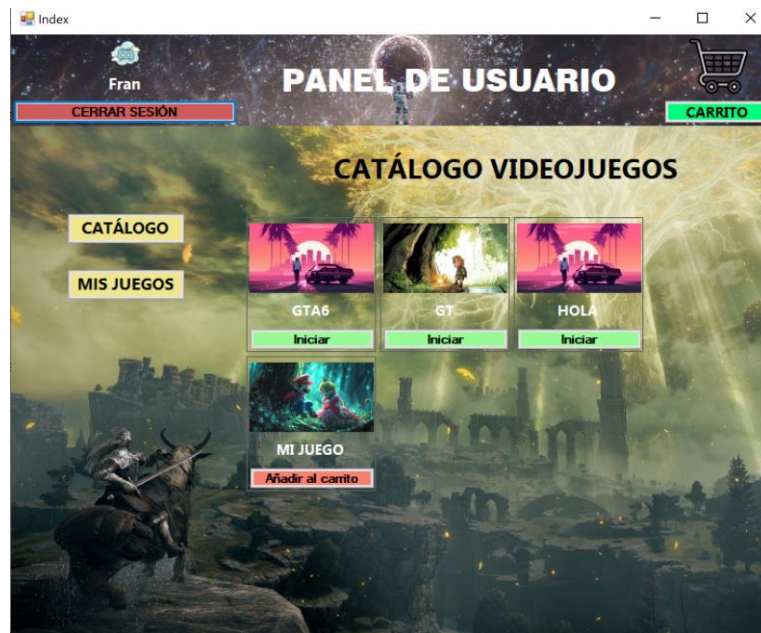 Index
Fran
PANEL DE USUARIO
CERRAR SESIÓN
CARRITO
CATÁLOGO VIDEOJUEGOS
CATÁLOGO
MIS JUEGOS
GTA6
GT
HOLA
Iniciar
Iniciar
Iniciar
MI JUEGO
Añadir al carrito